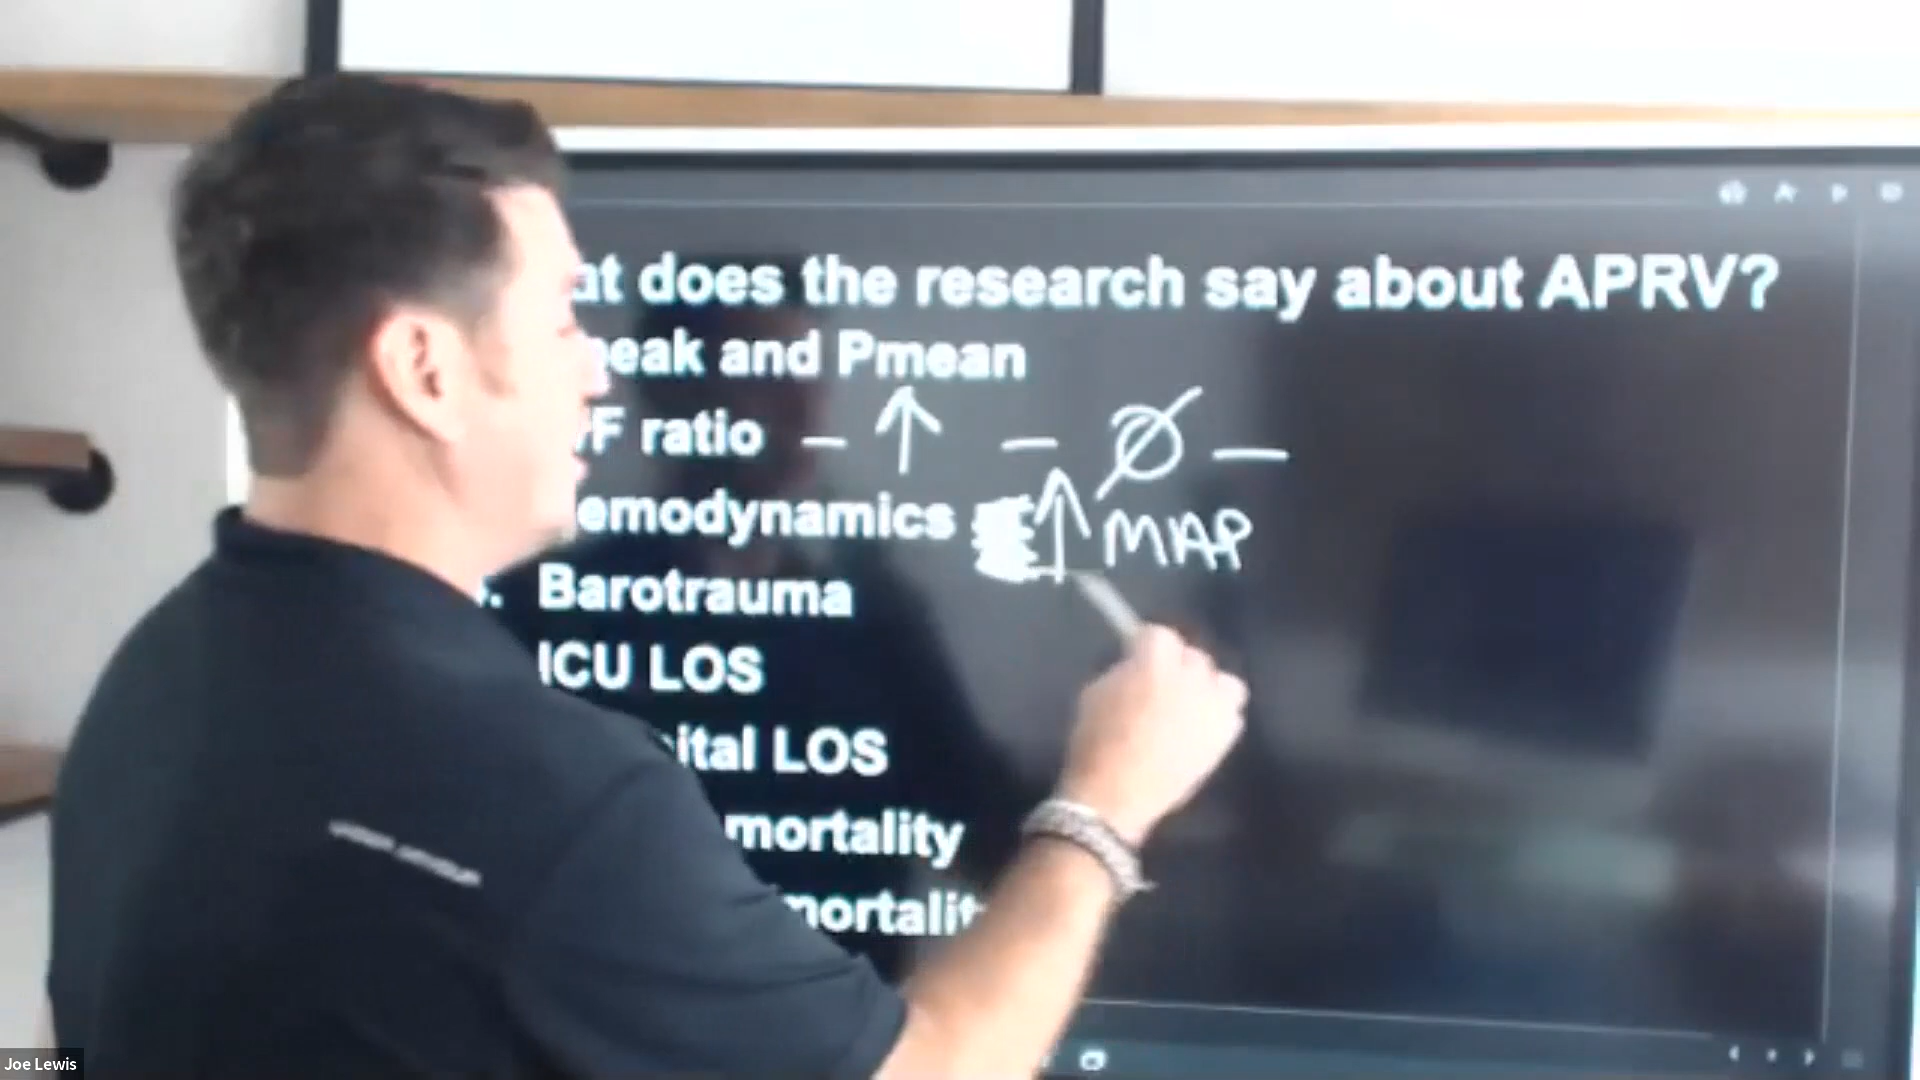 at does the research say about APRV?
eak and Pmean
F ratio – ↑ – Ø –
emodynamics ↑ MAP
. Barotrauma
ICU LOS
ital LOS
mortality
mortalit
Joe Lewis